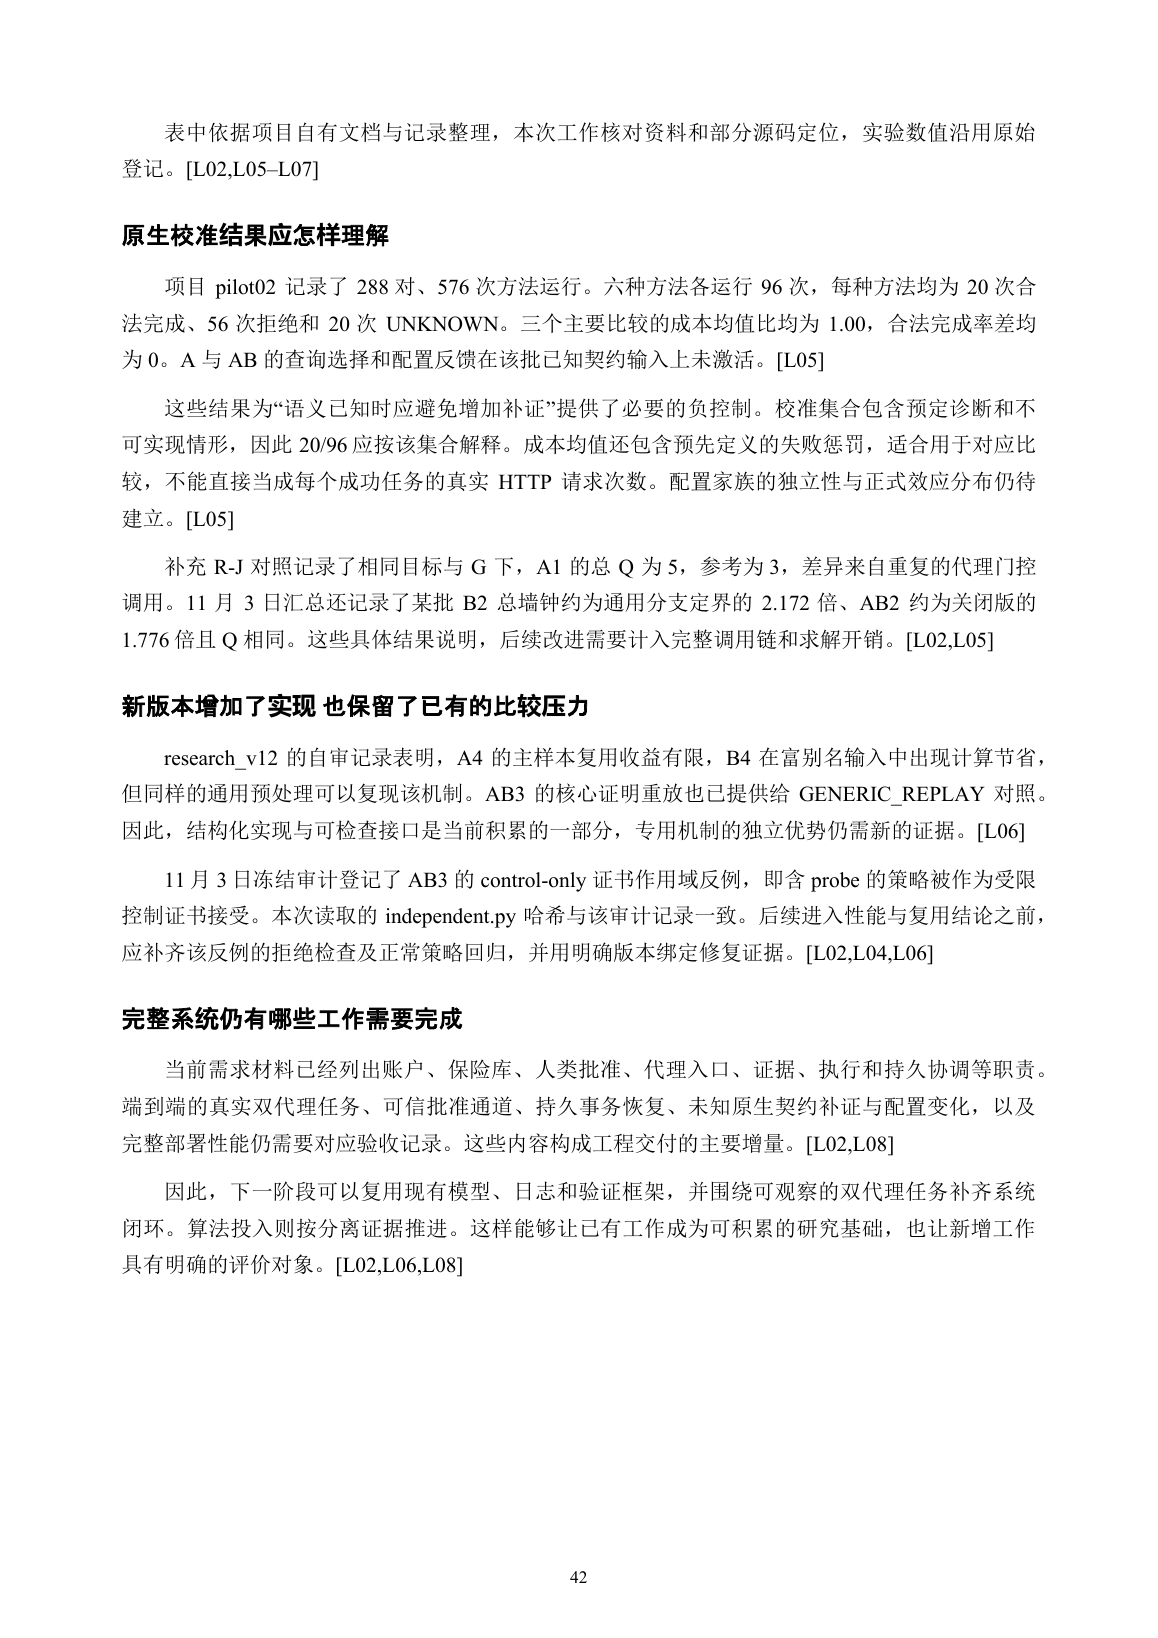 表中依据项目自有文档与记录整理，本次工作核对资料和部分源码定位，实验数值沿用原始
登记。[L02,L05–L07]
原生校准结果应怎样理解
项目 pilot02 记录了 288 对、576 次方法运行。六种方法各运行 96 次，每种方法均为 20 次合
法完成、56 次拒绝和 20 次 UNKNOWN。三个主要比较的成本均值比均为 1.00，合法完成率差均
为 0。A 与 AB 的查询选择和配置反馈在该批已知契约输入上未激活。[L05]
这些结果为“语义已知时应避免增加补证”提供了必要的负控制。校准集合包含预定诊断和不
可实现情形，因此 20/96 应按该集合解释。成本均值还包含预先定义的失败惩罚，适合用于对应比
较，不能直接当成每个成功任务的真实 HTTP 请求次数。配置家族的独立性与正式效应分布仍待
建立。[L05]
补充 R-J 对照记录了相同目标与 G 下，A1 的总 Q 为 5，参考为 3，差异来自重复的代理门控
调用。11 月 3 日汇总还记录了某批 B2 总墙钟约为通用分支定界的 2.172 倍、AB2 约为关闭版的
1.776 倍且 Q 相同。这些具体结果说明，后续改进需要计入完整调用链和求解开销。[L02,L05]
新版本增加了实现 也保留了已有的比较压力
research_v12 的自审记录表明，A4 的主样本复用收益有限，B4 在富别名输入中出现计算节省，
但同样的通用预处理可以复现该机制。AB3 的核心证明重放也已提供给 GENERIC_REPLAY 对照。
因此，结构化实现与可检查接口是当前积累的一部分，专用机制的独立优势仍需新的证据。[L06]
11 月 3 日冻结审计登记了 AB3 的 control-only 证书作用域反例，即含 probe 的策略被作为受限
控制证书接受。本次读取的 independent.py 哈希与该审计记录一致。后续进入性能与复用结论之前，
应补齐该反例的拒绝检查及正常策略回归，并用明确版本绑定修复证据。[L02,L04,L06]
完整系统仍有哪些工作需要完成
当前需求材料已经列出账户、保险库、人类批准、代理入口、证据、执行和持久协调等职责。
端到端的真实双代理任务、可信批准通道、持久事务恢复、未知原生契约补证与配置变化，以及
完整部署性能仍需要对应验收记录。这些内容构成工程交付的主要增量。[L02,L08]
因此，下一阶段可以复用现有模型、日志和验证框架，并围绕可观察的双代理任务补齐系统
闭环。算法投入则按分离证据推进。这样能够让已有工作成为可积累的研究基础，也让新增工作
具有明确的评价对象。[L02,L06,L08]
42